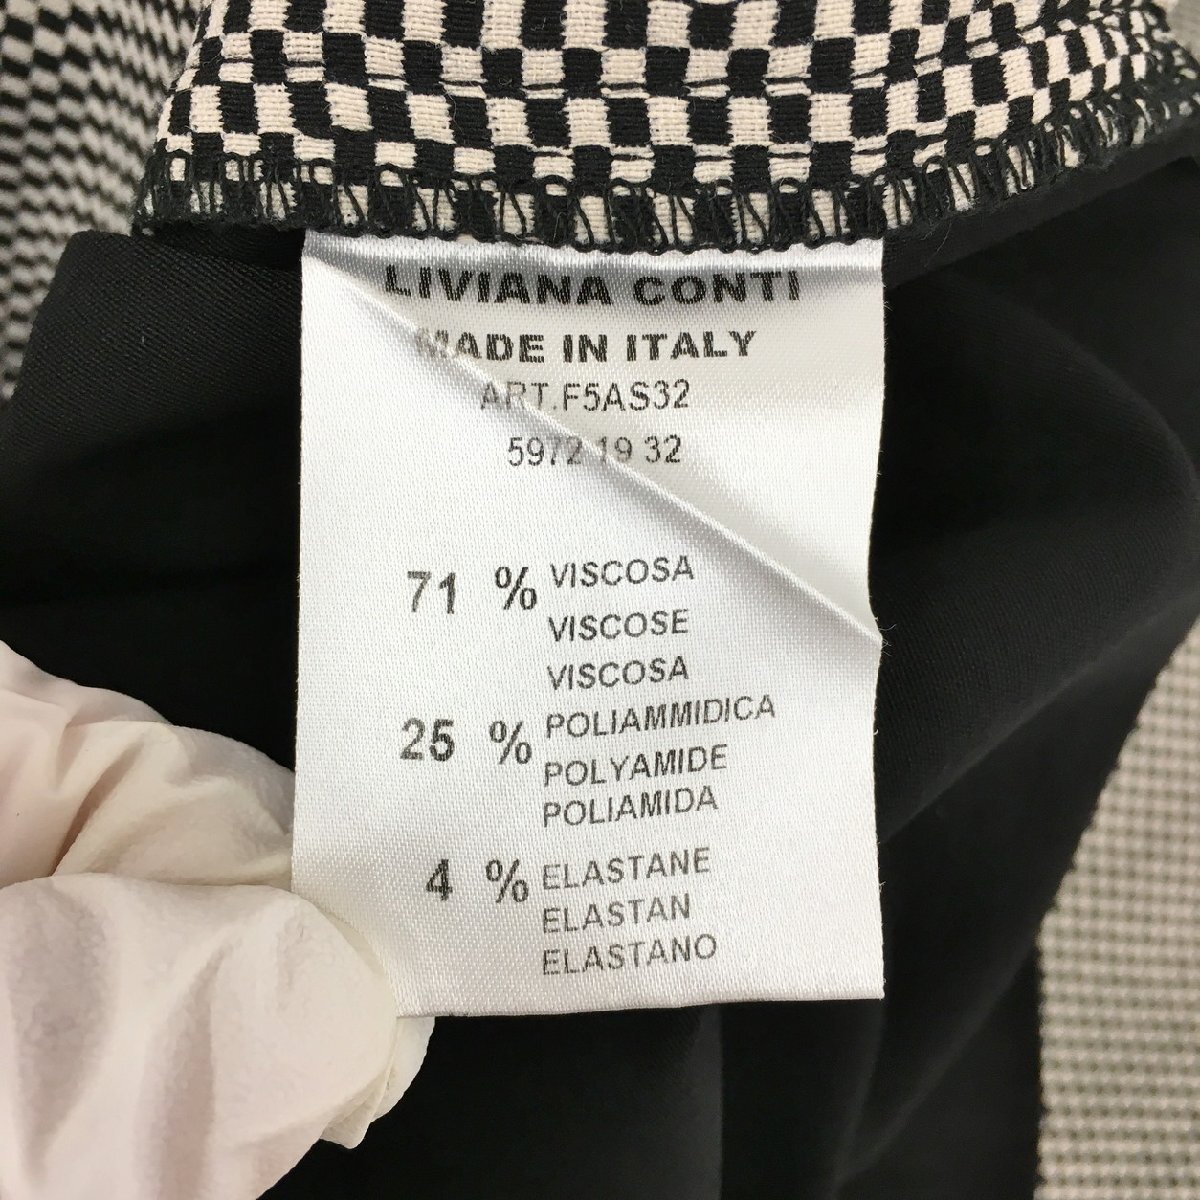 LIVIANA CONTI
MADE IN ITALY
ART.F5AS32
5972 19 32
71 % VISCOSA
VISCOSE
VISCOSA
25 % POLIAMMIDICA
POLYAMIDE
POLIAMIDA
4 % ELASTANE
ELASTAN
ELASTANO